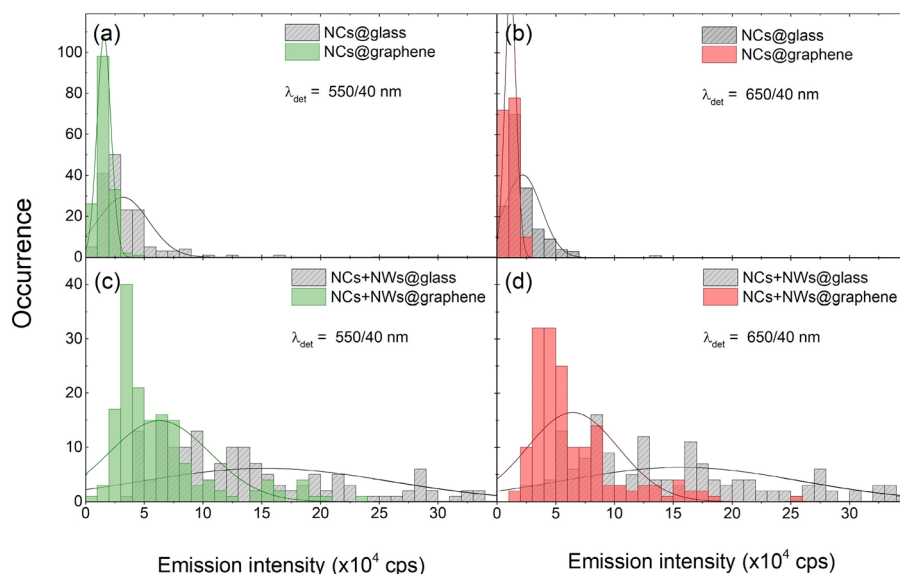 (a)
NCs@glass
NCs@graphene
λdet = 550/40 nm
(b)
NCs@glass
NCs@graphene
λdet = 650/40 nm
100
80
60
40
20
0
Occurrence
(c)
NCs+NWs@glass
NCs+NWs@graphene
λdet = 550/40 nm
(d)
NCs+NWs@glass
NCs+NWs@graphene
λdet = 650/40 nm
40
30
20
10
0
0 5 10 15 20 25 30 0 5 10 15 20 25 30
Emission intensity (x10⁴ cps) Emission intensity (x10⁴ cps)